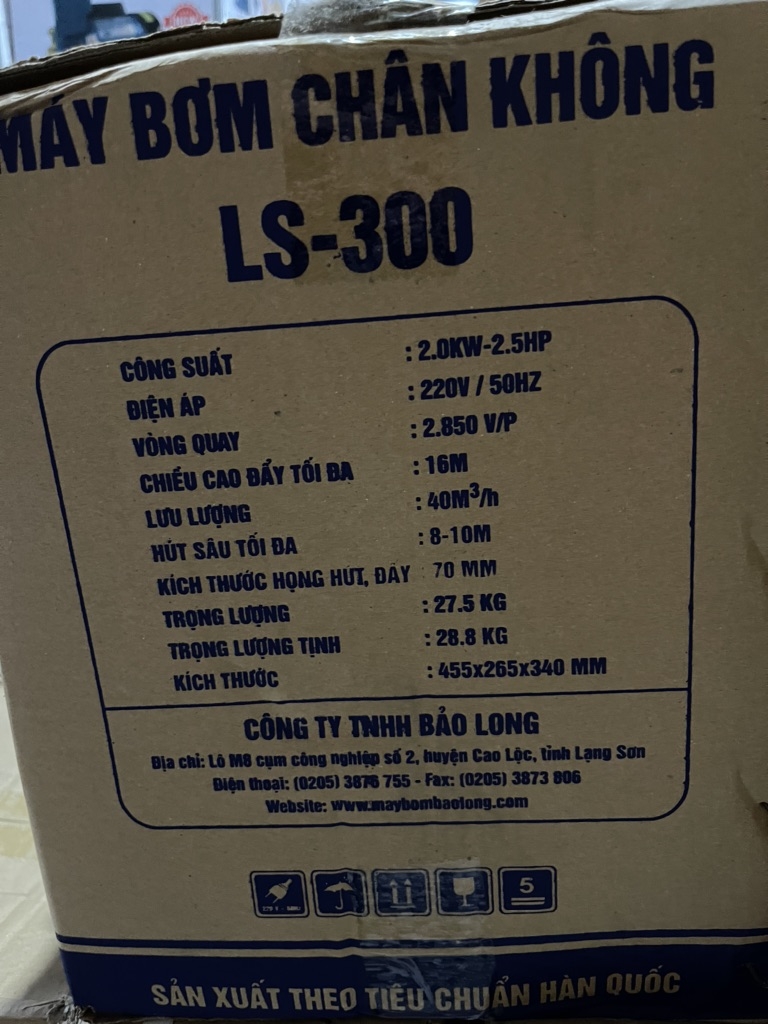 MÁY BƠM CHÂN KHÔNG
LS-300
CÔNG SUẤT : 2.0KW-2.5HP
ĐIỆN ÁP : 220V / 50HZ
VÒNG QUAY : 2.850 V/P
CHIỀU CAO ĐẨY TỐI ĐA : 16M
LƯU LƯỢNG : 40M³/h
HÚT SÂU TỐI ĐA : 8-10M
KÍCH THƯỚC HỌNG HÚT, ĐẨY : 70 MM
TRỌNG LƯỢNG : 27.5 KG
TRỌNG LƯỢNG TỊNH : 28.8 KG
KÍCH THƯỚC : 455x265x340 MM
CÔNG TY TNHH BẢO LONG
Địa chỉ: Lô M8 cụm công nghiệp số 2, huyện Cao Lộc, tỉnh Lạng Sơn
Điện thoại: (0205) 3876 755 - Fax: (0205) 3873 806
Website: www.maybombaolong.com
5
SẢN XUẤT THEO TIÊU CHUẨN HÀN QUỐC